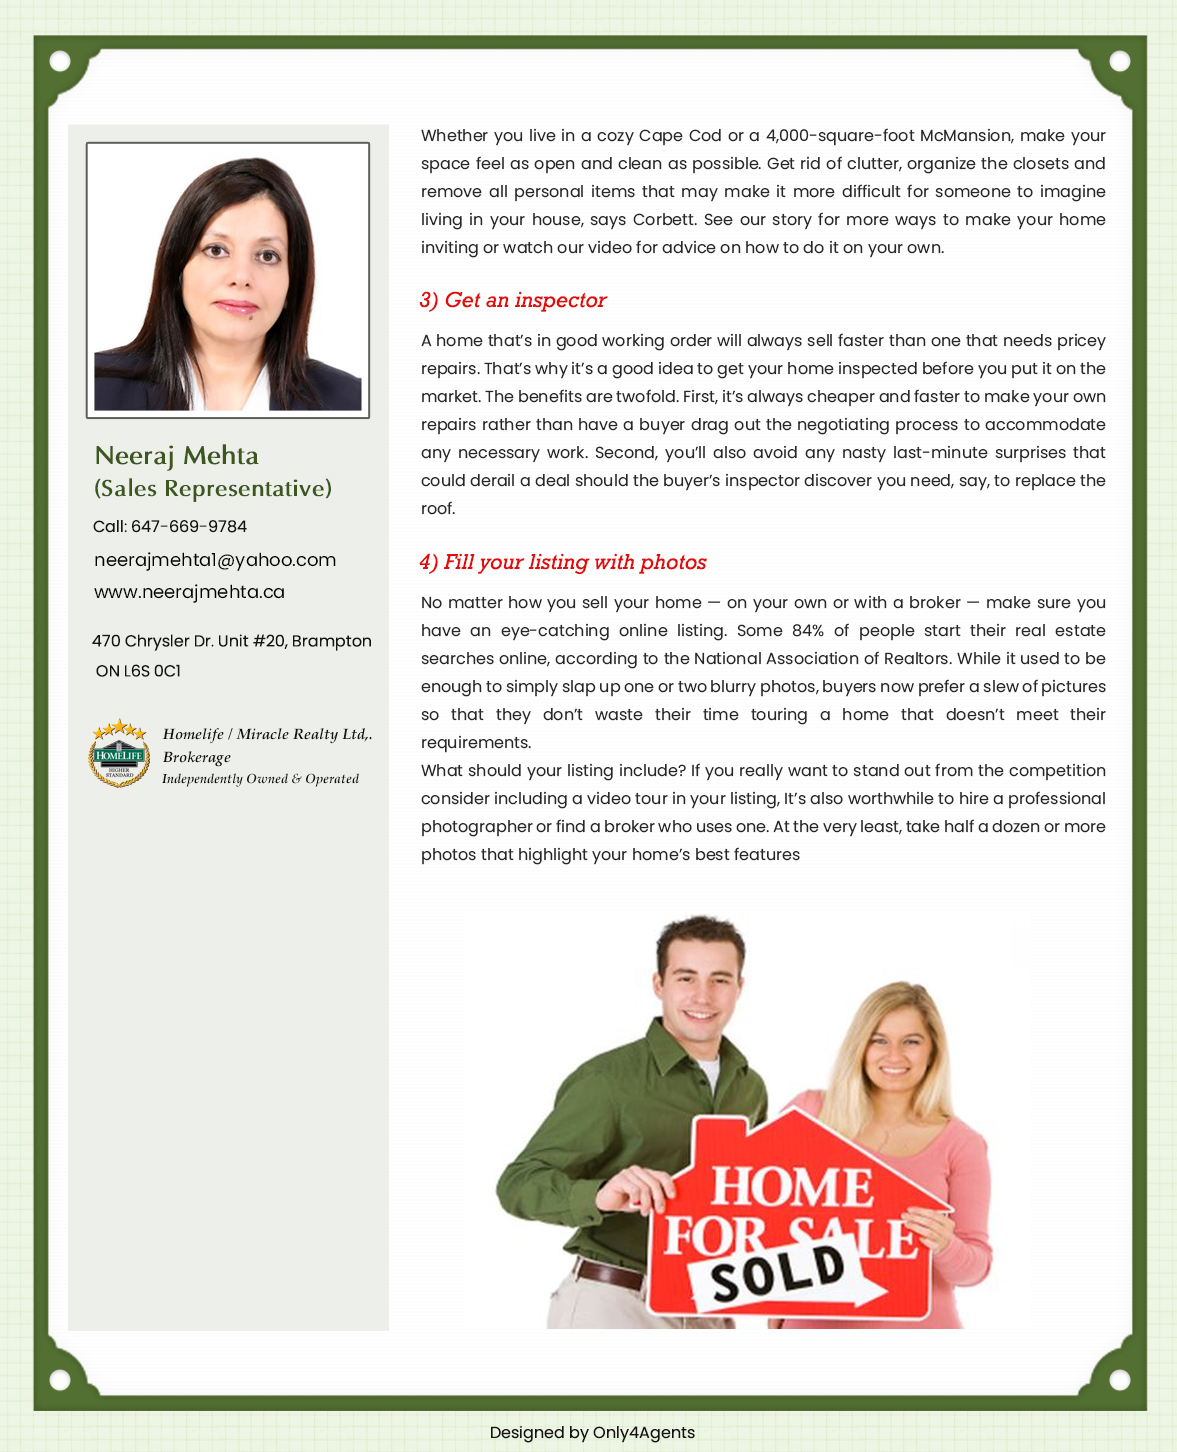 Neeraj Mehta
(Sales Representative)
Call: 647-669-9784
neerajmehta1@yahoo.com
www.neerajmehta.ca
470 Chrysler Dr. Unit #20, Brampton
ON L6S 0C1
HOMELIFE
HIGHER
STANDARD
Homelife / Miracle Realty Ltd,.
Brokerage
Independently Owned & Operated
Whether you live in a cozy Cape Cod or a 4,000-square-foot McMansion, make your
space feel as open and clean as possible. Get rid of clutter, organize the closets and
remove all personal items that may make it more difficult for someone to imagine
living in your house, says Corbett. See our story for more ways to make your home
inviting or watch our video for advice on how to do it on your own.
3) Get an inspector
A home that’s in good working order will always sell faster than one that needs pricey
repairs. That’s why it’s a good idea to get your home inspected before you put it on the
market. The benefits are twofold. First, it’s always cheaper and faster to make your own
repairs rather than have a buyer drag out the negotiating process to accommodate
any necessary work. Second, you’ll also avoid any nasty last-minute surprises that
could derail a deal should the buyer’s inspector discover you need, say, to replace the
roof.
4) Fill your listing with photos
No matter how you sell your home — on your own or with a broker — make sure you
have an eye-catching online listing. Some 84% of people start their real estate
searches online, according to the National Association of Realtors. While it used to be
enough to simply slap up one or two blurry photos, buyers now prefer a slew of pictures
so that they don’t waste their time touring a home that doesn’t meet their
requirements.
What should your listing include? If you really want to stand out from the competition
consider including a video tour in your listing, It’s also worthwhile to hire a professional
photographer or find a broker who uses one. At the very least, take half a dozen or more
photos that highlight your home’s best features
HOME
FOR SALE
SOLD
Designed by Only4Agents